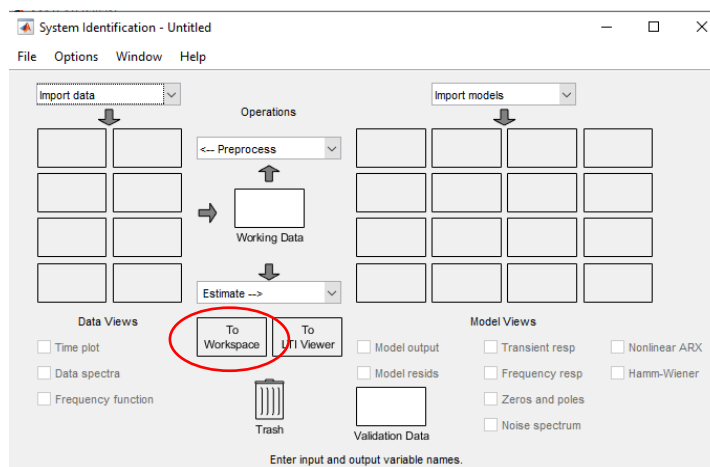 System Identification - Untitled
File Options Window Help
Import data
Operations
Import models
<-- Preprocess
Working Data
Estimate -->
Data Views
To Workspace
To LTI Viewer
Model Views
Time plot
Data spectra
Frequency function
Model output
Model resids
Transient resp
Frequency resp
Zeros and poles
Noise spectrum
Nonlinear ARX
Hamm-Wiener
Trash
Validation Data
Enter input and output variable names.